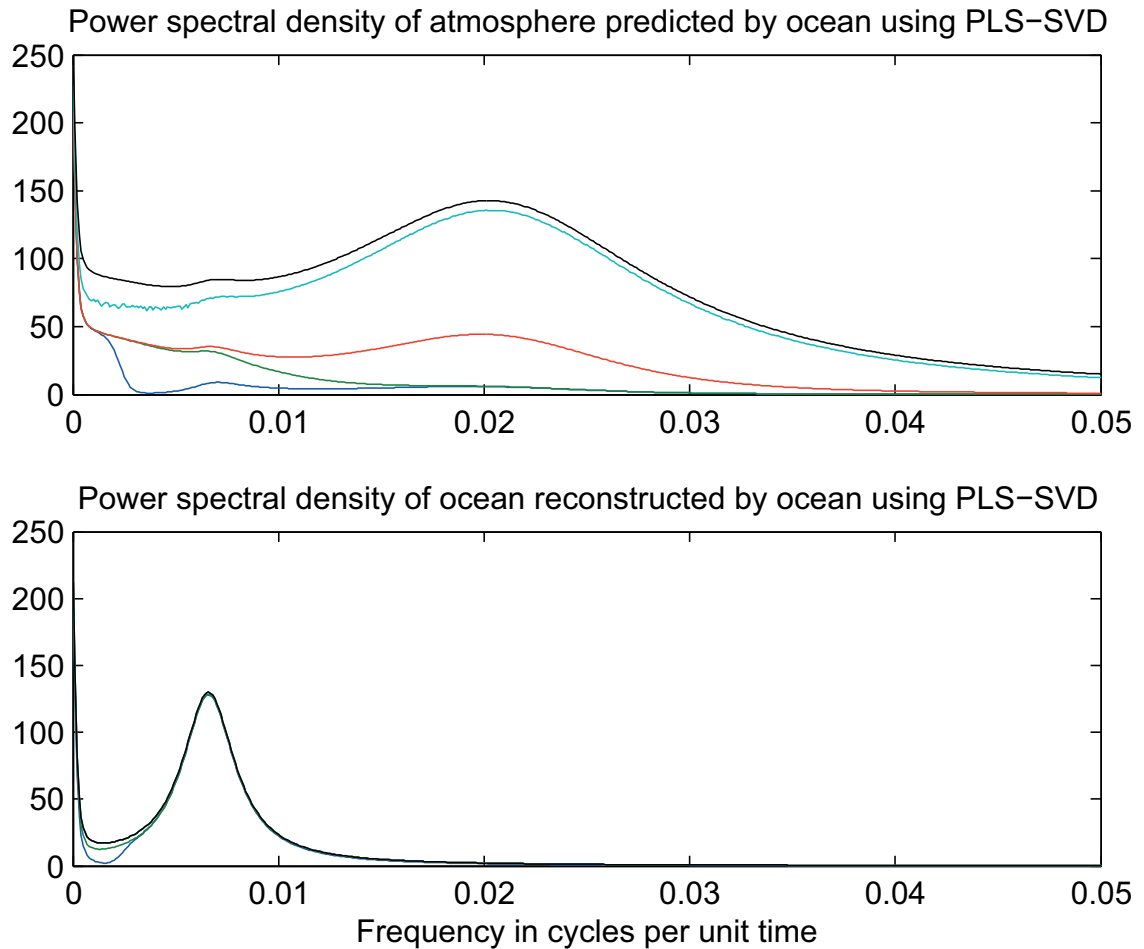 Power spectral density of atmosphere predicted by ocean using PLS−SVD
250
200
150
100
50
0
0 0.01 0.02 0.03 0.04 0.05
Power spectral density of ocean reconstructed by ocean using PLS−SVD
250
200
150
100
50
0
0 0.01 0.02 0.03 0.04 0.05
Frequency in cycles per unit time